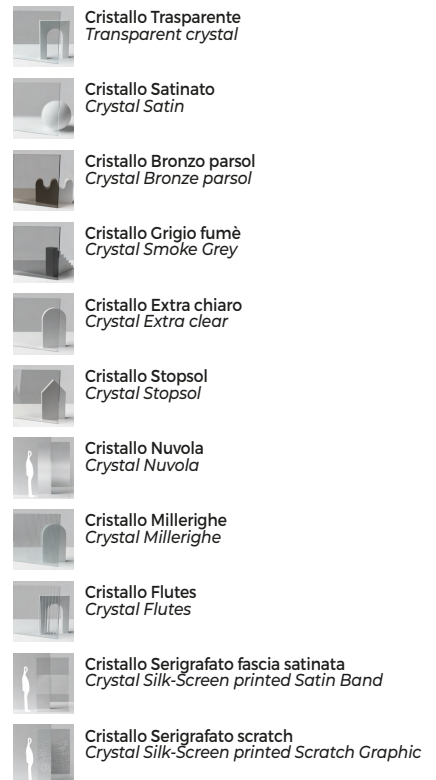 Cristallo Trasparente
Transparent crystal
Cristallo Satinato
Crystal Satin
Cristallo Bronzo parsol
Crystal Bronze parsol
Cristallo Grigio fumè
Crystal Smoke Grey
Cristallo Extra chiaro
Crystal Extra clear
Cristallo Stopsol
Crystal Stopsol
Cristallo Nuvola
Crystal Nuvola
Cristallo Millerighe
Crystal Millerighe
Cristallo Flutes
Crystal Flutes
Cristallo Serigrafato fascia satinata
Crystal Silk-Screen printed Satin Band
Cristallo Serigrafato scratch
Crystal Silk-Screen printed Scratch Graphic